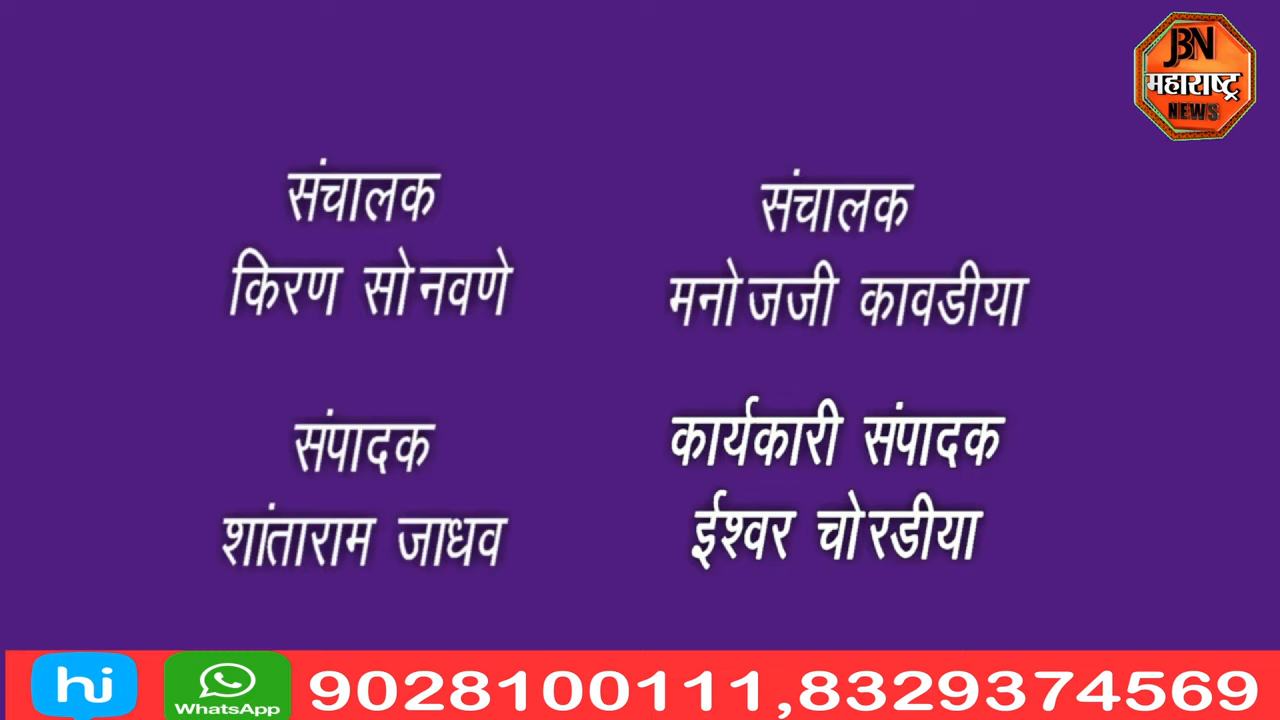 JBN
महाराष्ट्र
NEWS
संचालक
किरण सोनवणे
संचालक
मनोजजी कावडीया
संपादक
शांताराम जाधव
कार्यकारी संपादक
ईश्वर चोरडीया
hi
WhatsApp
9028100111,8329374569